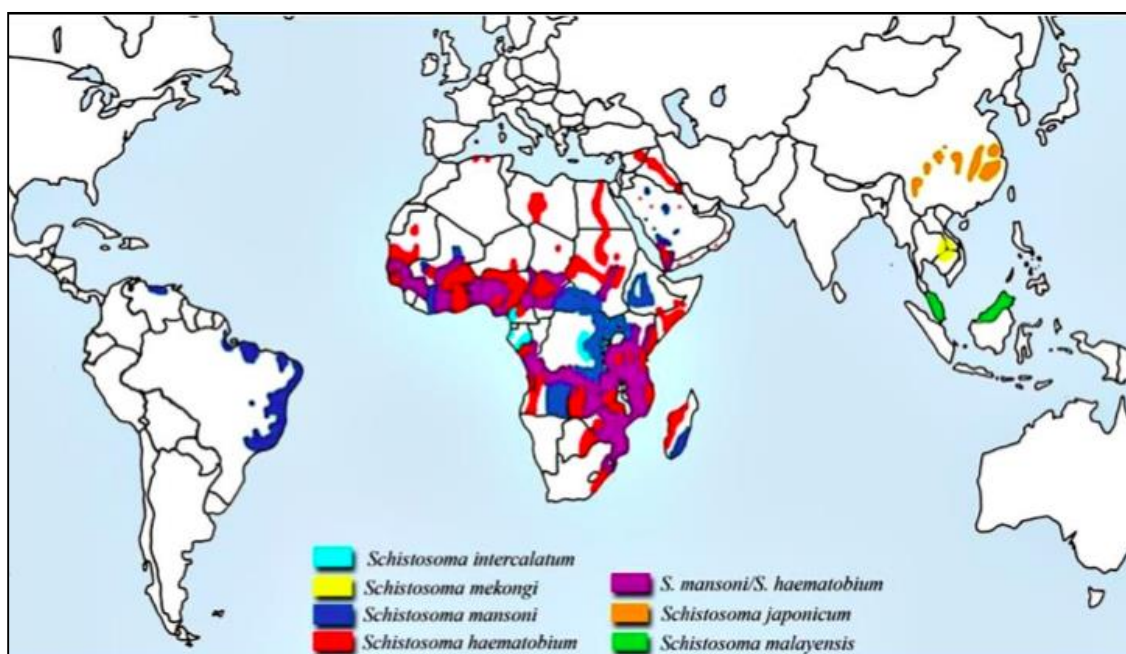 Schistosoma intercalatum
Schistosoma mekongi
Schistosoma mansoni
Schistosoma haematobium
S. mansoni/S. haematobium
Schistosoma japonicum
Schistosoma malayensis